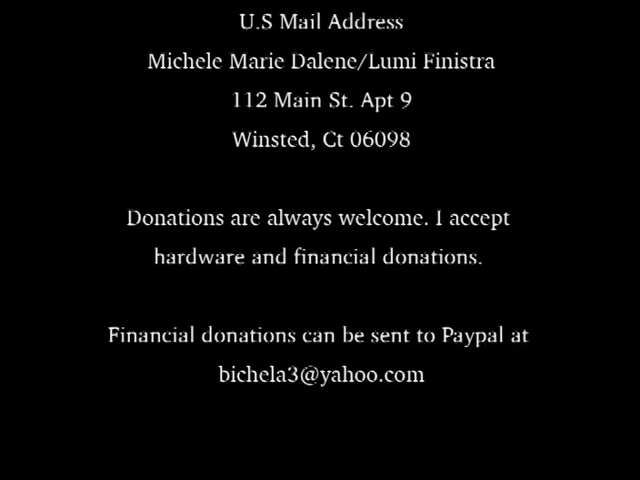 U.S Mail Address
Michele Marie Dalene/Lumi Finistra
112 Main St. Apt 9
Winsted, Ct 06098
Donations are always welcome. I accept
hardware and financial donations.
Financial donations can be sent to Paypal at
bichela3@yahoo.com